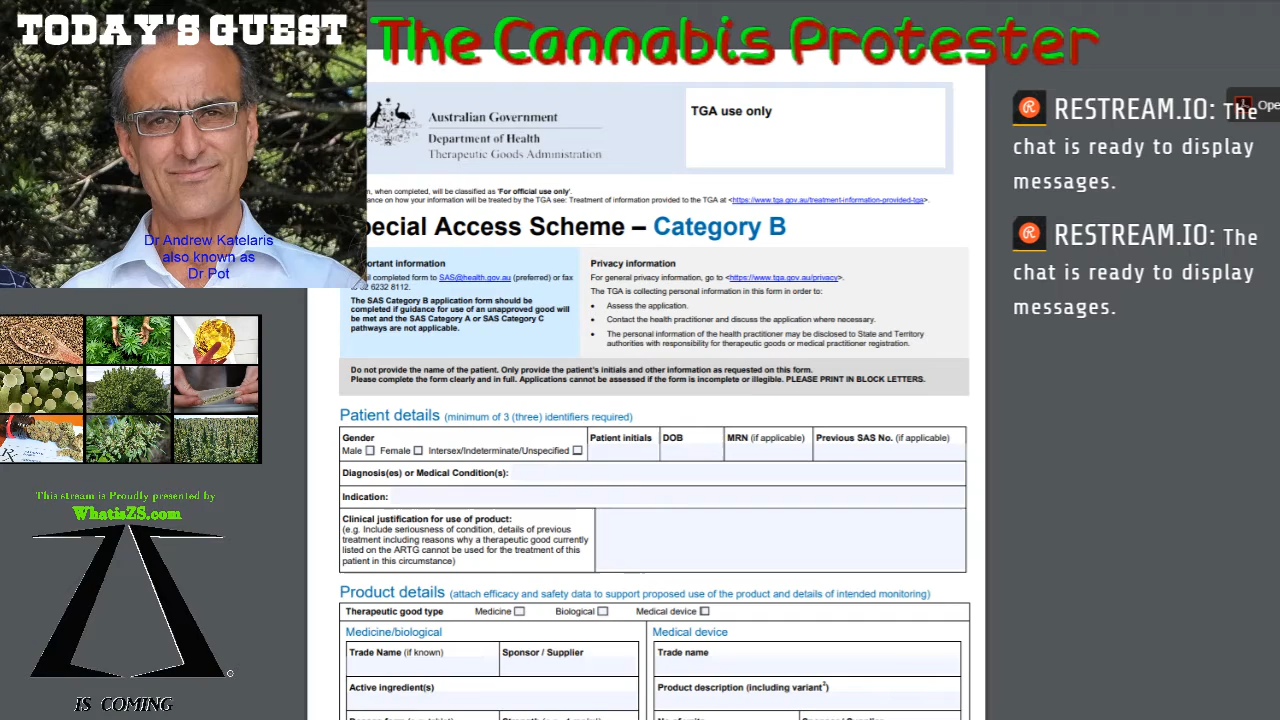 TODAY'S GUEST
The Cannabis Protester
Dr Andrew Katelaris
also known as
Dr Pot
Australian Government
Department of Health
Therapeutic Goods Administration
TGA use only
, when completed, will be classified as 'For official use only'.
on how your information will be treated by the TGA see: Treatment of information provided to the TGA at <https://www.tga.gov.au/treatment-information-provided-tga>.
ecial Access Scheme – Category B
ortant information
completed form to SAS@health.gov.au (preferred) or fax
6232 8112.
The SAS Category B application form should be
completed if guidance for use of an unapproved good will
be met and the SAS Category A or SAS Category C
pathways are not applicable.
Privacy information
For general privacy information, go to <https://www.tga.gov.au/privacy>.
The TGA is collecting personal information in this form in order to:
• Assess the application.
• Contact the health practitioner and discuss the application where necessary.
• The personal information of the health practitioner may be disclosed to State and Territory
authorities with responsibility for therapeutic goods or medical practitioner registration.
Do not provide the name of the patient. Only provide the patient's initials and other information as requested on this form.
Please complete the form clearly and in full. Applications cannot be assessed if the form is incomplete or illegible. PLEASE PRINT IN BLOCK LETTERS.
Patient details (minimum of 3 (three) identifiers required)
Gender
Male Female Intersex/Indeterminate/Unspecified
Patient initials
DOB
MRN (if applicable)
Previous SAS No. (if applicable)
Diagnosis(es) or Medical Condition(s):
Indication:
Clinical justification for use of product:
(e.g. Include seriousness of condition, details of previous
treatment including reasons why a therapeutic good currently
listed on the ARTG cannot be used for the treatment of this
patient in this circumstance)
Product details (attach efficacy and safety data to support proposed use of the product and details of intended monitoring)
Therapeutic good type Medicine Biological Medical device
Medicine/biological
Trade Name (if known)
Sponsor / Supplier
Active ingredient(s)
Medical device
Trade name
Product description (including variant²)
RESTREAM.IO: The
chat is ready to display
messages.
RESTREAM.IO: The
chat is ready to display
messages.
Ope
This stream is Proudly presented by
WhatisZS.com
IS COMING